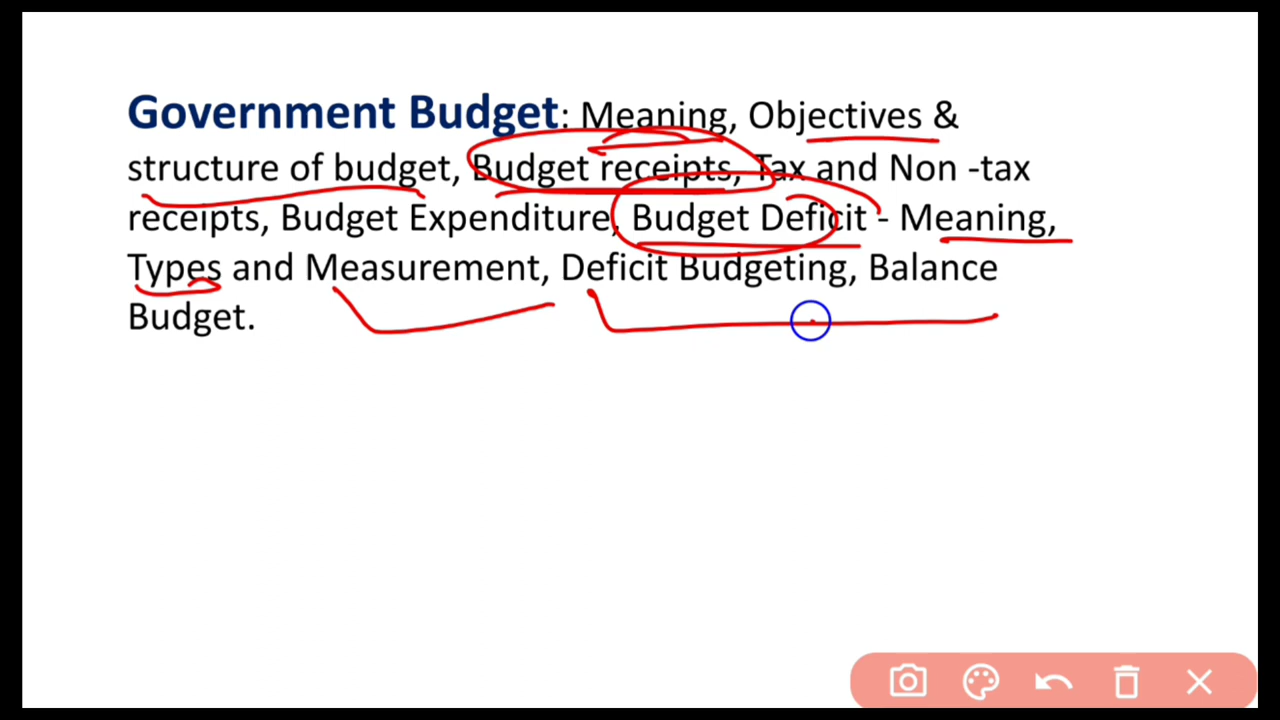 Government Budget: Meaning, Objectives &
structure of budget, Budget receipts, Tax and Non -tax
receipts, Budget Expenditure, Budget Deficit - Meaning,
Types and Measurement, Deficit Budgeting, Balance
Budget.